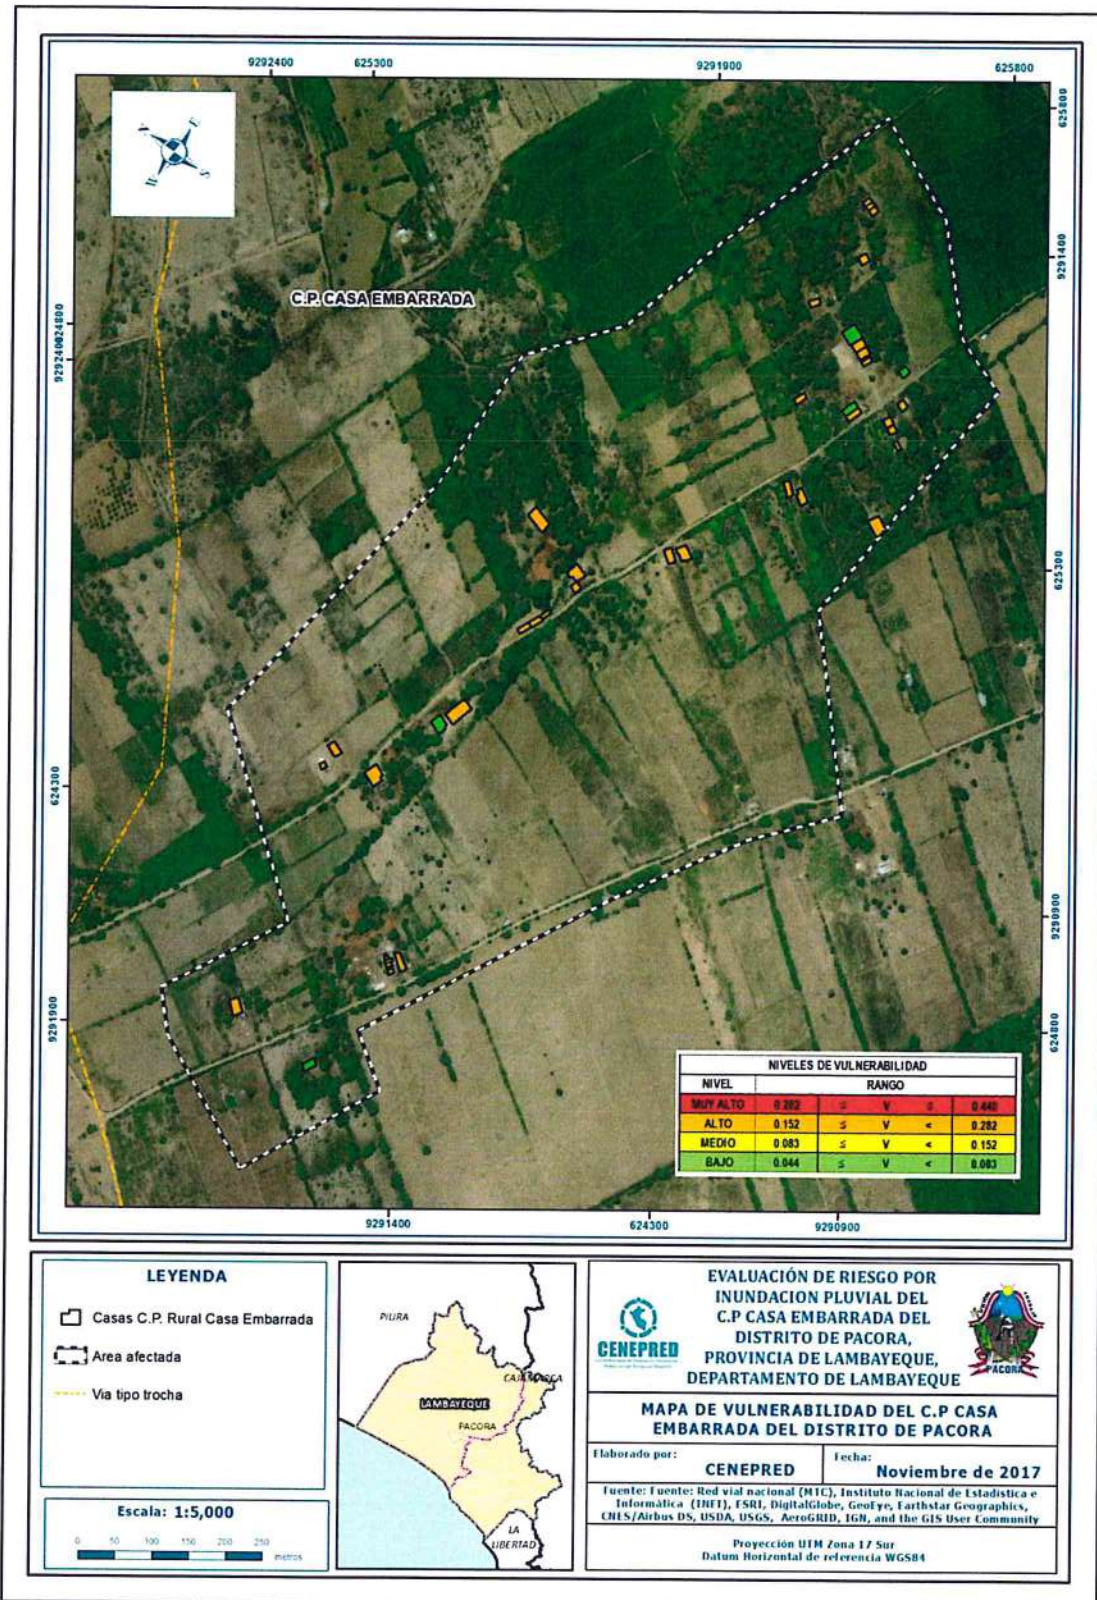 9292400 625300 9291900 625800
625800
N E
W S
9291400
C.P. CASA EMBARRADA
624800
9292400
625300
624300
9290900
9291900
624800
NIVELES DE VULNERABILIDAD
NIVEL RANGO
MUY ALTO 0.282 ≤ V ≤
ALTO 0.152 ≤ V < 0.282
MEDIO 0.083 ≤ V < 0.152
BAJO 0.044 ≤ V < 0.083
9291400 624300 9290900
LEYENDA
Casas C.P. Rural Casa Embarrada
Area afectada
Via tipo trocha
Escala: 1:5,000
0 50 100 150 200 250
metros
PIURA
CAJAMARCA
LAMBAYEQUE
PACORA
LA
LIBERTAD
CENEPRED
EVALUACIÓN DE RIESGO POR
INUNDACION PLUVIAL DEL
C.P CASA EMBARRADA DEL
DISTRITO DE PACORA,
PROVINCIA DE LAMBAYEQUE,
DEPARTAMENTO DE LAMBAYEQUE
PACORA
MAPA DE VULNERABILIDAD DEL C.P CASA
EMBARRADA DEL DISTRITO DE PACORA
Elaborado por:
CENEPRED
Fecha:
Noviembre de 2017
Fuente: Fuente: Red vial nacional (MTC), Instituto Nacional de Estadística e
Informática (INEI), ESRI, DigitalGlobe, GeoEye, Earthstar Geographics,
CNES/Airbus DS, USDA, USGS, AeroGRID, IGN, and the GIS User Community
Proyección UTM Zona 17 Sur
Datum Horizontal de referencia WGS84